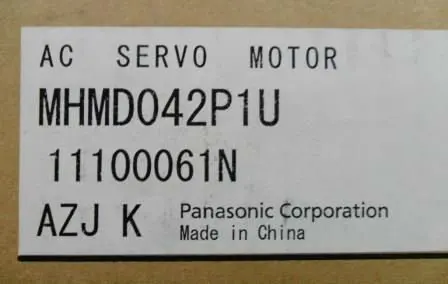 AC SERVO MOTOR
MHMD042P1U
11100061N
AZJ K Panasonic Corporation
Made in China